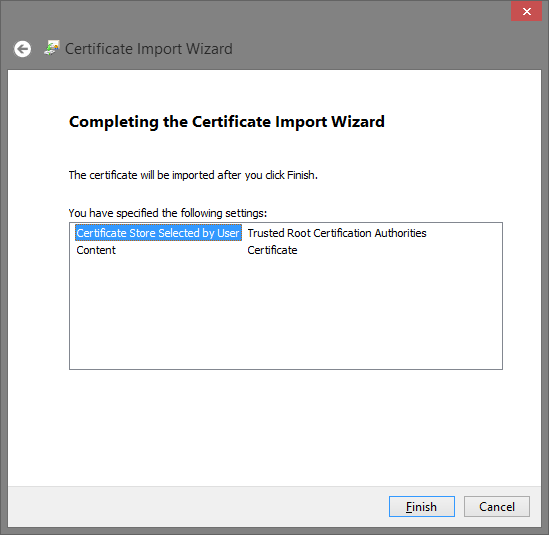 Certificate Import Wizard
Completing the Certificate Import Wizard
The certificate will be imported after you click Finish.
You have specified the following settings:
Certificate Store Selected by User Trusted Root Certification Authorities
Content Certificate
Finish Cancel